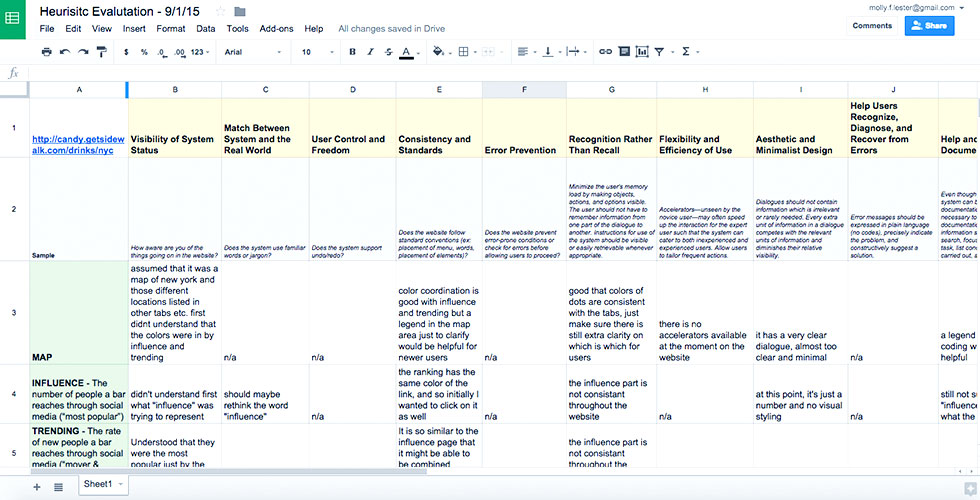 Heurisitc Evalutation - 9/1/15
molly.f.lester@gmail.com
File Edit View Insert Format Data Tools Add-ons Help All changes saved in Drive
Comments Share
$ % .0 .00 123 Arial 10 B I S A
fx
A B C D E F G H I J
1
http://candy.getsidew
alk.com/drinks/nyc
Visibility of System
Status
Match Between
System and the
Real World
User Control and
Freedom
Consistency and
Standards
Error Prevention
Recognition Rather
Than Recall
Flexibility and
Efficiency of Use
Aesthetic and
Minimalist Design
Help Users
Recognize,
Diagnose, and
Recover from
Errors
Help and
Docume
2
Sample
How aware are you of the
things going on in the website?
Does the system use familiar
words or jargon?
Does the system support
undo/redo?
Does the website follow
standard conventions (ex:
placement of menu, words,
placement of elements)?
Does the website prevent
error-prone conditions or
check for errors before
allowing users to proceed?
Minimize the user's memory
load by making objects,
actions, and options visible.
The user should not have to
remember information from
one part of the dialogue to
another. Instructions for use of
the system should be visible
or easily retrievable whenever
appropriate.
Accelerators—unseen by the
novice user—may often speed
up the interaction for the expert
user such that the system can
cater to both inexperienced and
experienced users. Allow users
to tailor frequent actions.
Dialogues should not contain
information which is irrelevant
or rarely needed. Every extra
unit of information in a dialogue
competes with the relevant
units of information and
diminishes their relative
visibility.
Error messages should be
expressed in plain language
(no codes), precisely indicate
the problem, and
constructively suggest a
solution.
Even though
system can b
documentatio
necessary to
documentatio
information s
search, focus
task, list conc
carried out, a
3
MAP
assumed that it was a
map of new york and
those different
locations listed in
other tabs etc. first
didnt understand that
the colors were in by
influence and
trending
n/a
n/a
color coordination is
good with influence
and trending but a
legend in the map
area just to clarify
would be helpful for
newer users
n/a
good that colors of
dots are consistent
with the tabs, just
make sure there is
still extra clarity on
which is which for
users
there is no
accelerators available
at the moment on the
website
it has a very clear
dialogue, almost too
clear and minimal
n/a
a legend
coding w
helpful
4
INFLUENCE - The
number of people a bar
reaches through social
media ("most popular")
didn't understand first
what "influence" was
trying to represent
should maybe
rethink the word
"influence"
n/a
the ranking has the
same color of the
link, and so initially I
wanted to click on it
as well
n/a
the influence part is
not consistant
throughout the
website
n/a
at this point, it's just a
number and no visual
styling
n/a
still not s
"influenc
what the
5
TRENDING - The rate
of new people a bar
reaches through social
media ("mover &
Understood that they
were the most
popular just by the
It is so similar to the
influence page that
it might be able to
be combined
the influence part is
not consistant
throughout the
Sheet1